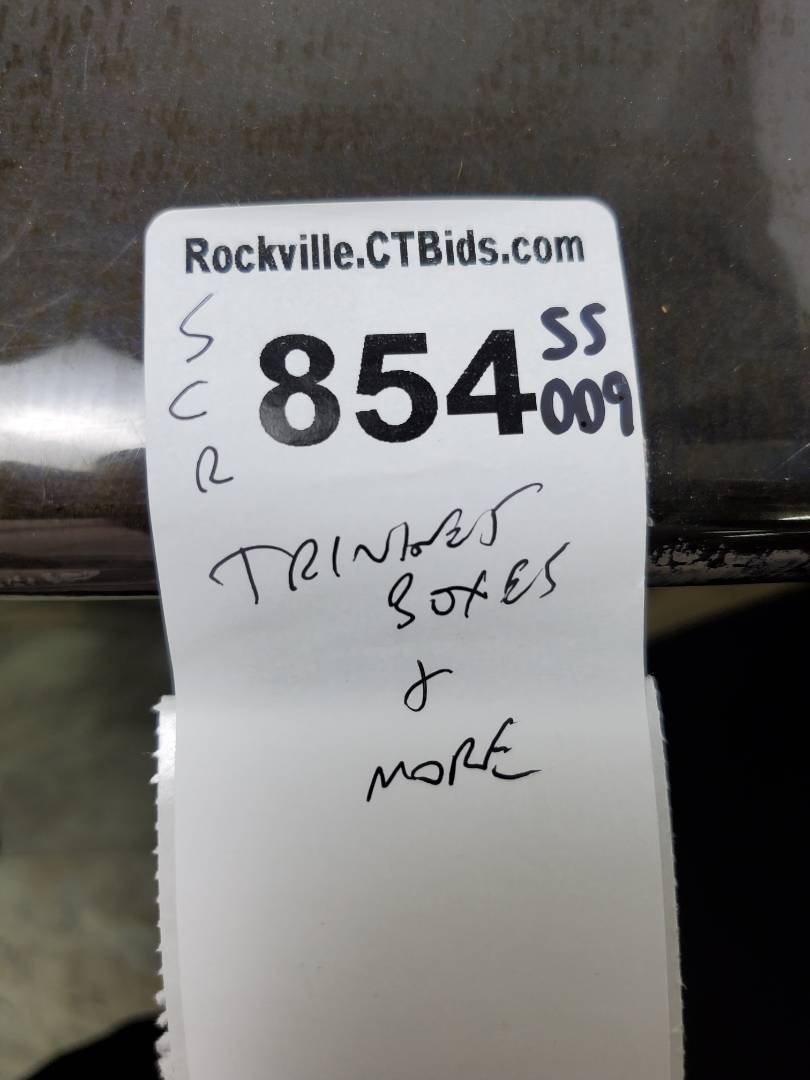 Rockville.CTBids.com
S
C
R
854
SS
009
TRINKET
BOXES
&
MORE